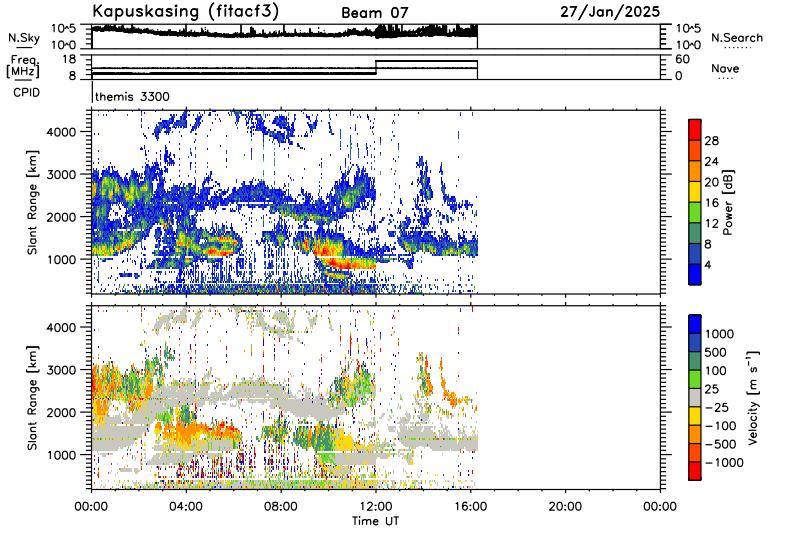 Kapuskasing (fitacf3) Beam 07 27/Jan/2025
N.Sky 10^5 10^0 10^5 10^0 N.Search
Freq. [MHz] 18 8 60 0 Nave
CPID themis 3300
Slant Range [km] 4000 3000 2000 1000
28 24 20 16 12 8 4 Power [dB]
Slant Range [km] 4000 3000 2000 1000
1000 500 100 25 −25 −100 −500 −1000 Velocity [m s⁻¹]
00:00 04:00 08:00 12:00 16:00 20:00 00:00
Time UT